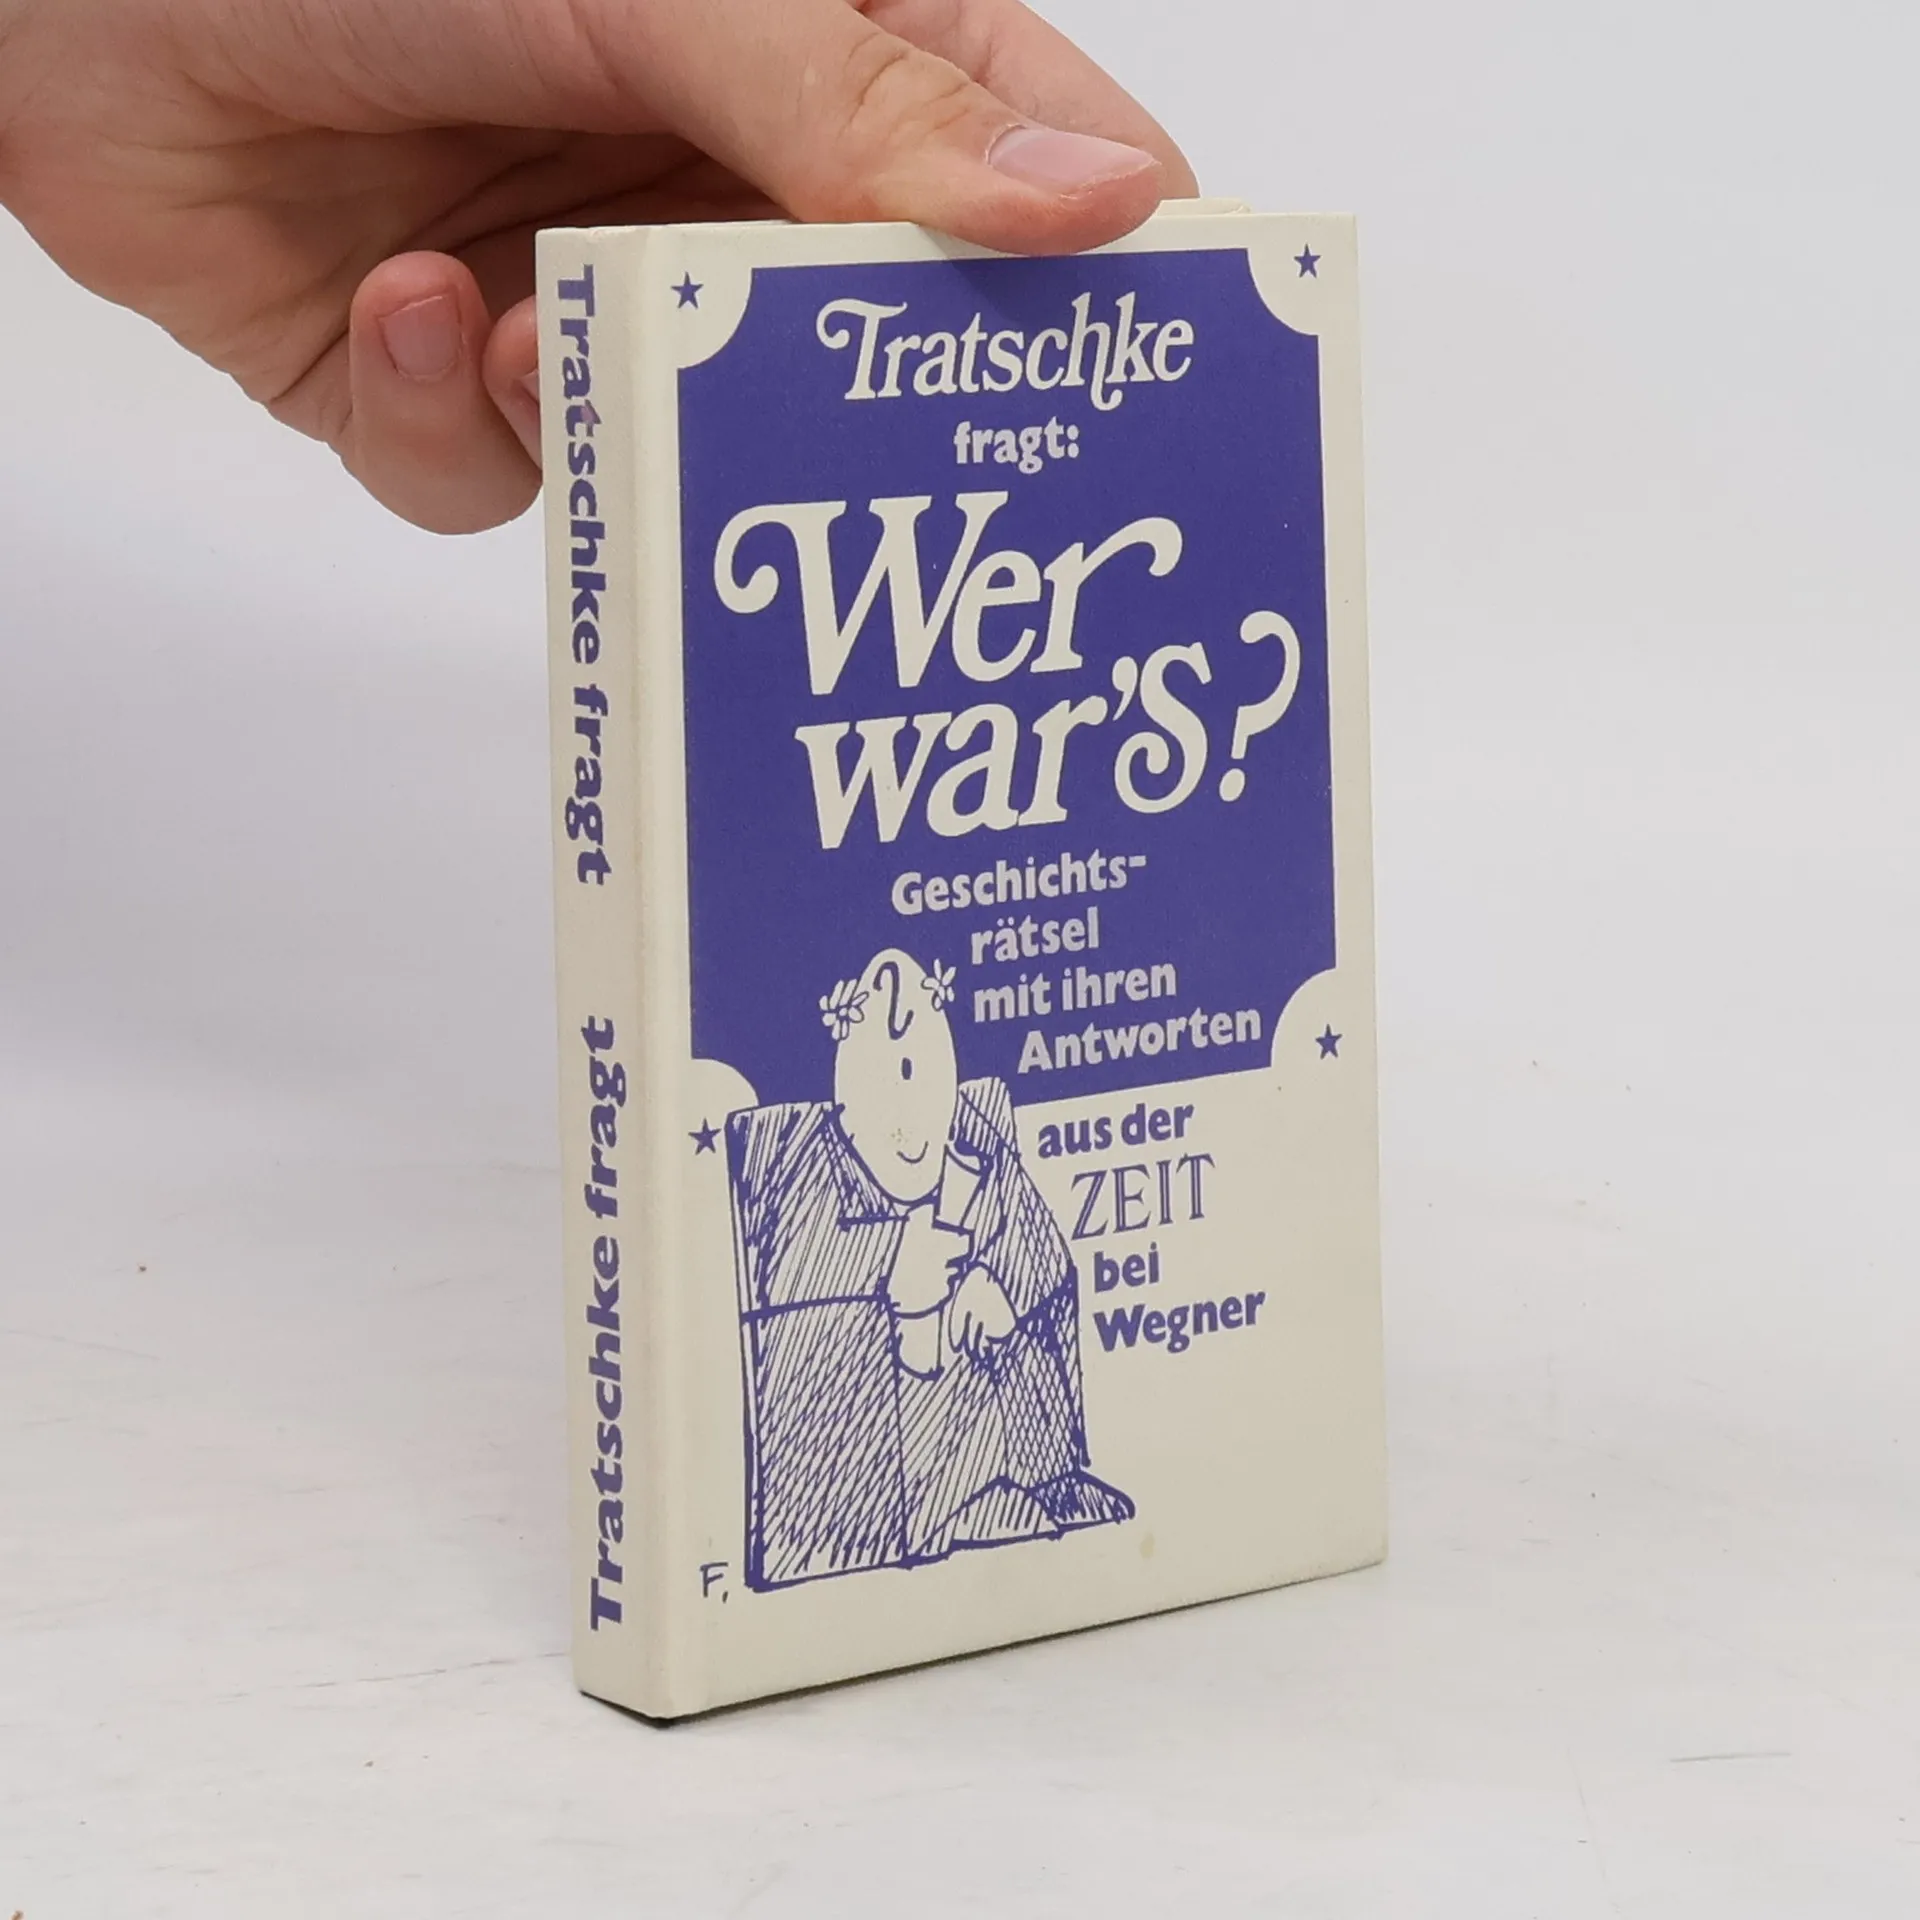 Tratschke fragt
Tratschke fragt
Tratschke
fragt:
Wer
war's?
Geschichts-
rätsel
mit ihren
Antworten
aus der
ZEIT
bei
Wegner
F.